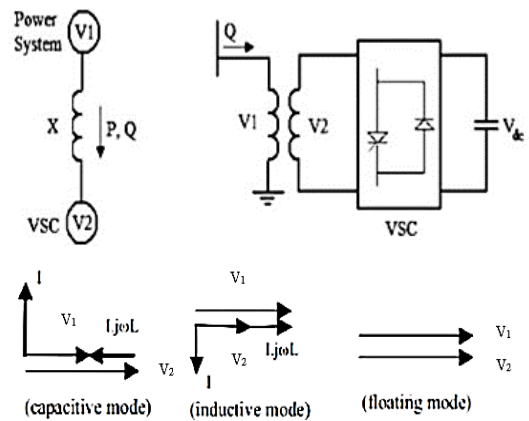 Power
System
V1
X
P, Q
VSC
V2
Q
V1
V2
Vdc
VSC
I
V1
I.jωL
V2
(capacitive mode)
V1
V2
I.jωL
I
(inductive mode)
V1
V2
(floating mode)